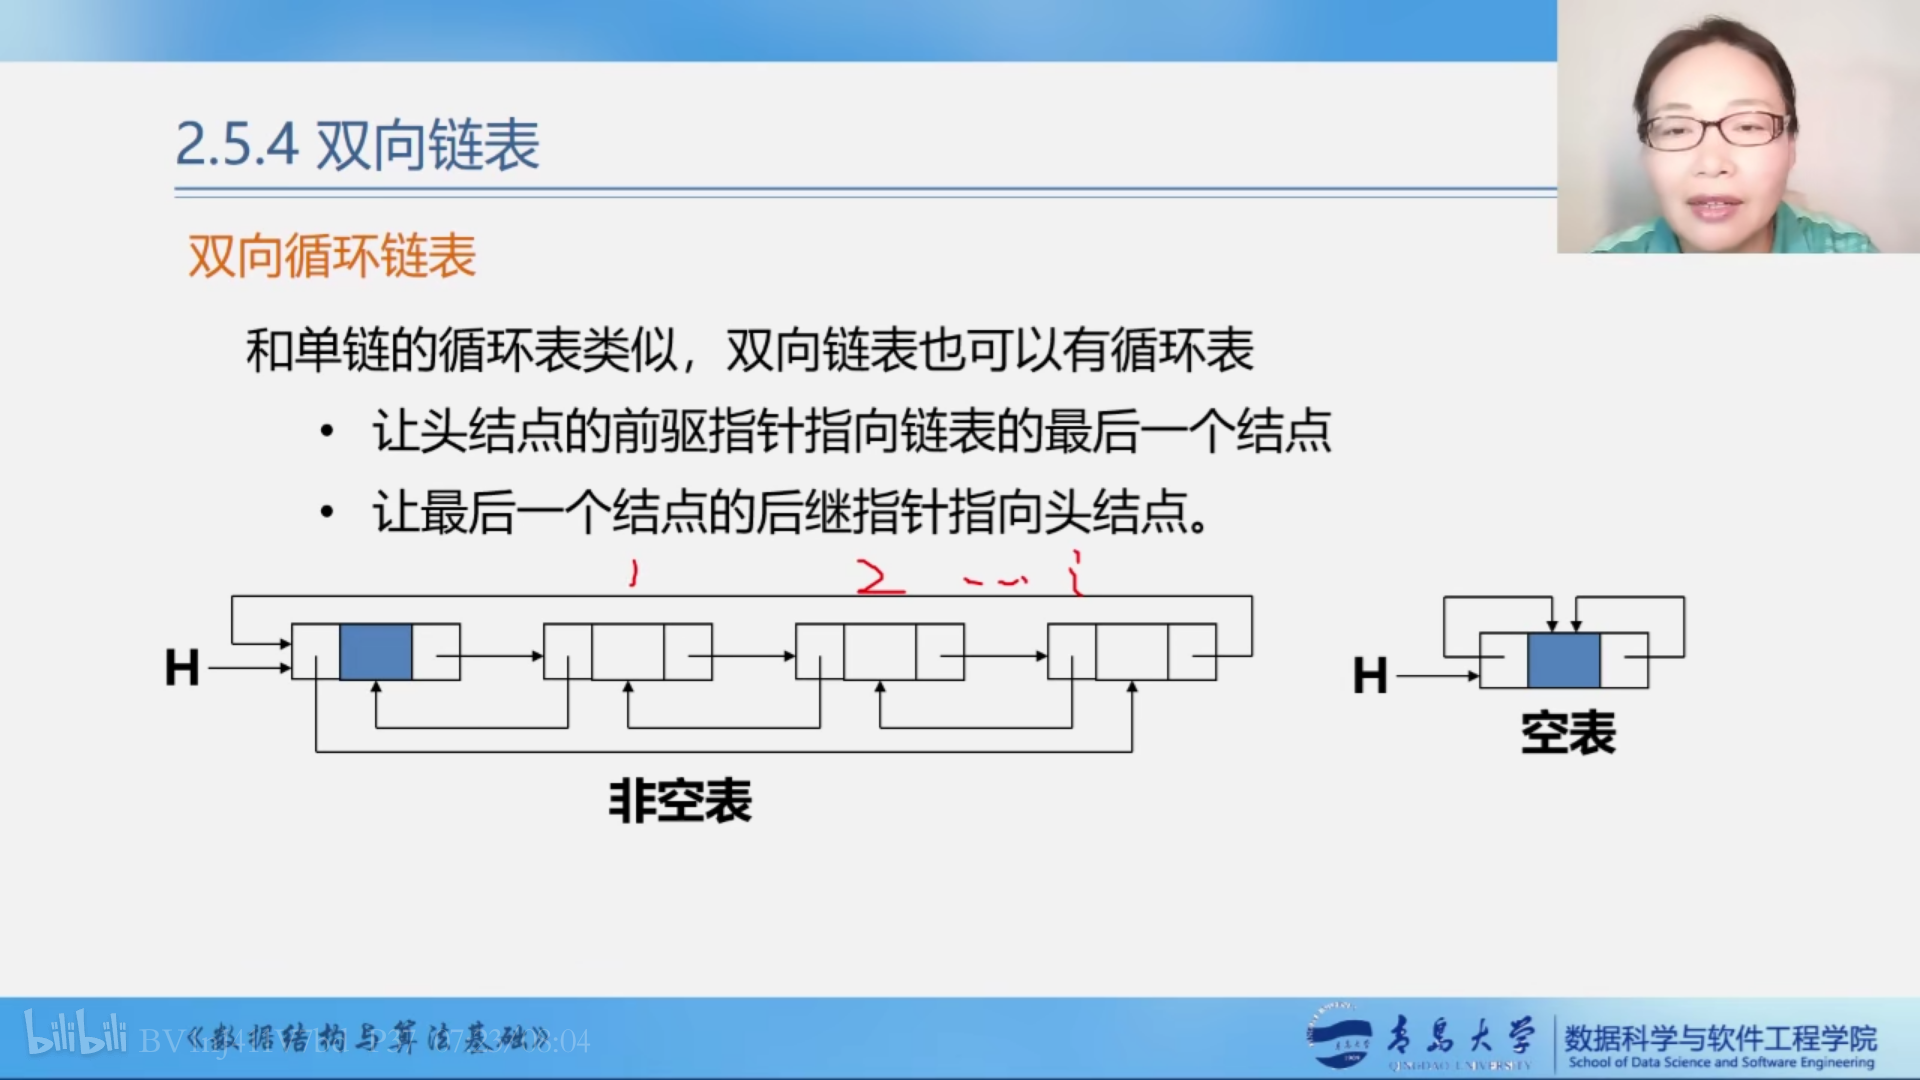 2.5.4 双向链表
双向循环链表
和单链的循环表类似，双向链表也可以有循环表
• 让头结点的前驱指针指向链表的最后一个结点
• 让最后一个结点的后继指针指向头结点。
1 2 ... i
H
非空表
H
空表
bilibili
《数据结构与算法基础》
青岛大学
QINGDAO UNIVERSITY
数据科学与软件工程学院
School of Data Science and Software Engineering